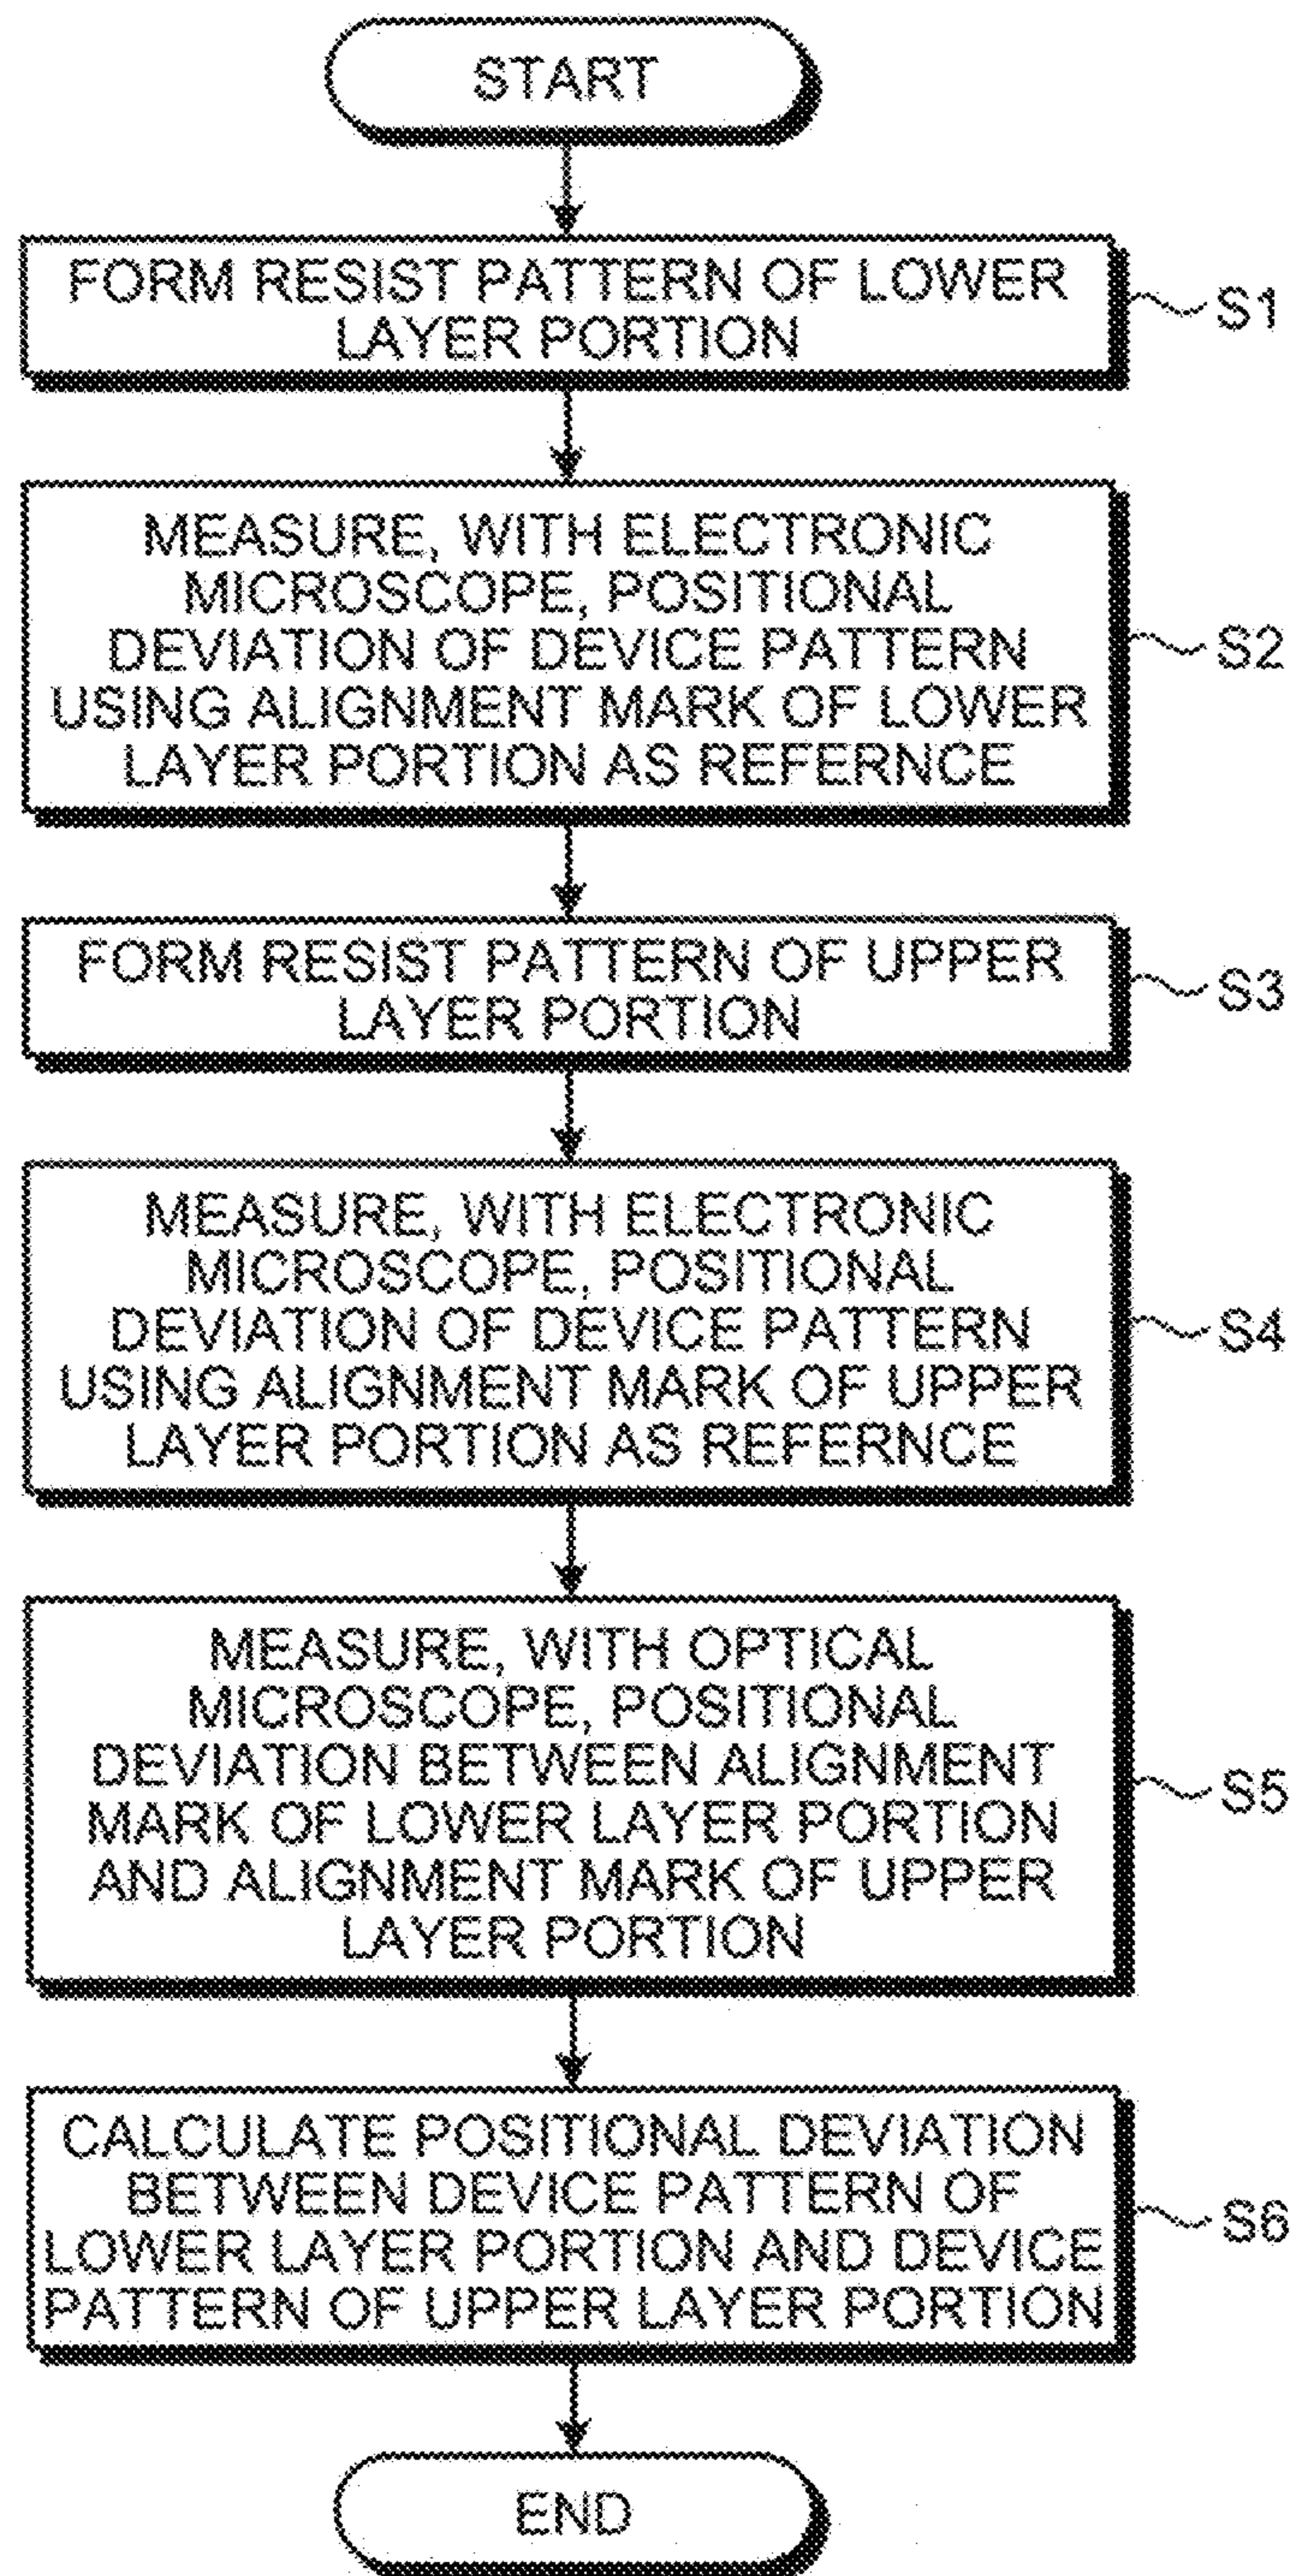 START
FORM RESIST PATTERN OF LOWER
LAYER PORTION
S1
MEASURE, WITH ELECTRONIC
MICROSCOPE, POSITIONAL
DEVIATION OF DEVICE PATTERN
USING ALIGNMENT MARK OF LOWER
LAYER PORTION AS REFERNCE
S2
FORM RESIST PATTERN OF UPPER
LAYER PORTION
S3
MEASURE, WITH ELECTRONIC
MICROSCOPE, POSITIONAL
DEVIATION OF DEVICE PATTERN
USING ALIGNMENT MARK OF UPPER
LAYER PORTION AS REFERNCE
S4
MEASURE, WITH OPTICAL
MICROSCOPE, POSITIONAL
DEVIATION BETWEEN ALIGNMENT
MARK OF LOWER LAYER PORTION
AND ALIGNMENT MARK OF UPPER
LAYER PORTION
S5
CALCULATE POSITIONAL DEVIATION
BETWEEN DEVICE PATTERN OF
LOWER LAYER PORTION AND DEVICE
PATTERN OF UPPER LAYER PORTION
S6
END